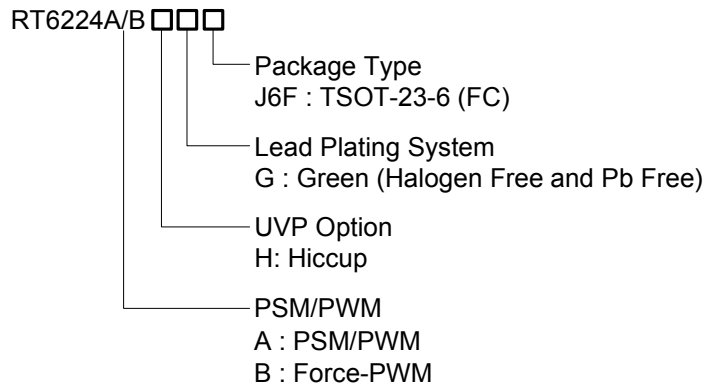 RT6224A/B
Package Type
J6F : TSOT-23-6 (FC)
Lead Plating System
G : Green (Halogen Free and Pb Free)
UVP Option
H: Hiccup
PSM/PWM
A : PSM/PWM
B : Force-PWM